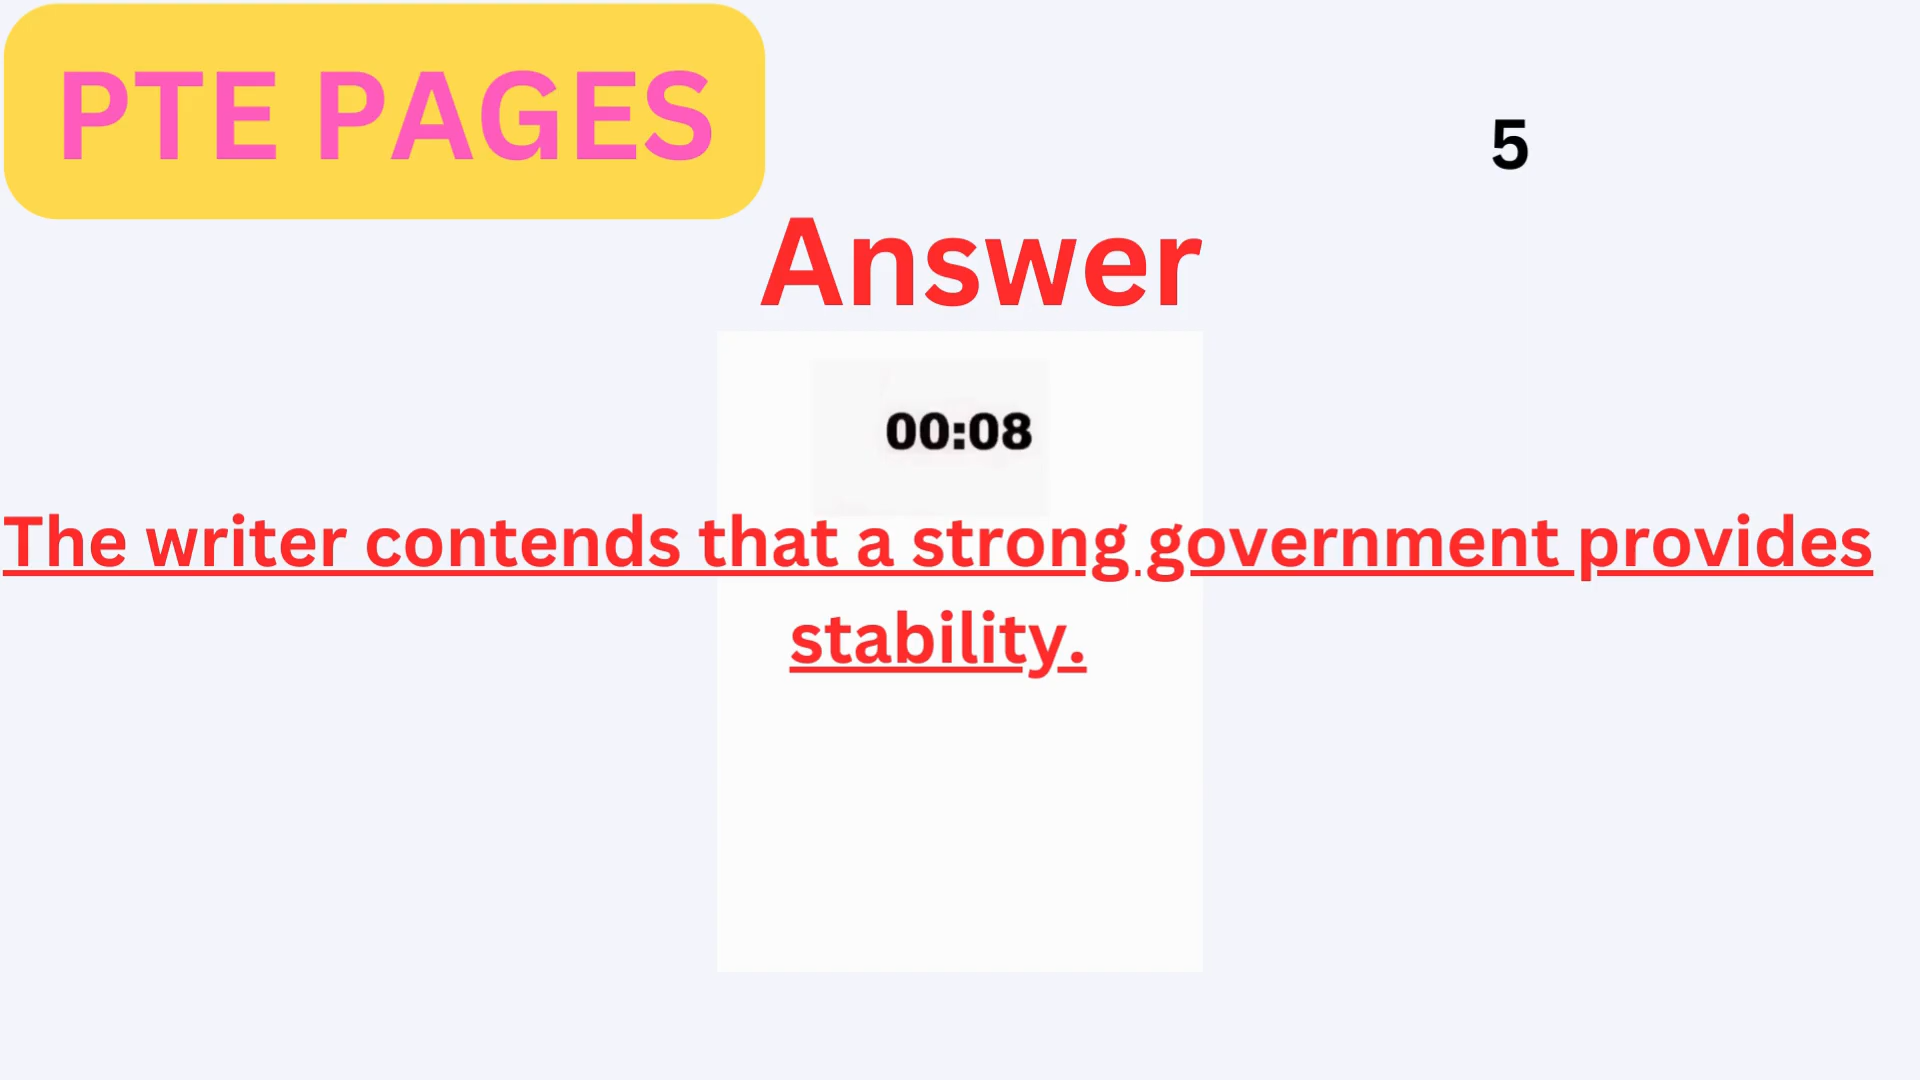 PTE PAGES
5
Answer
00:08
The writer contends that a strong government provides
stability.